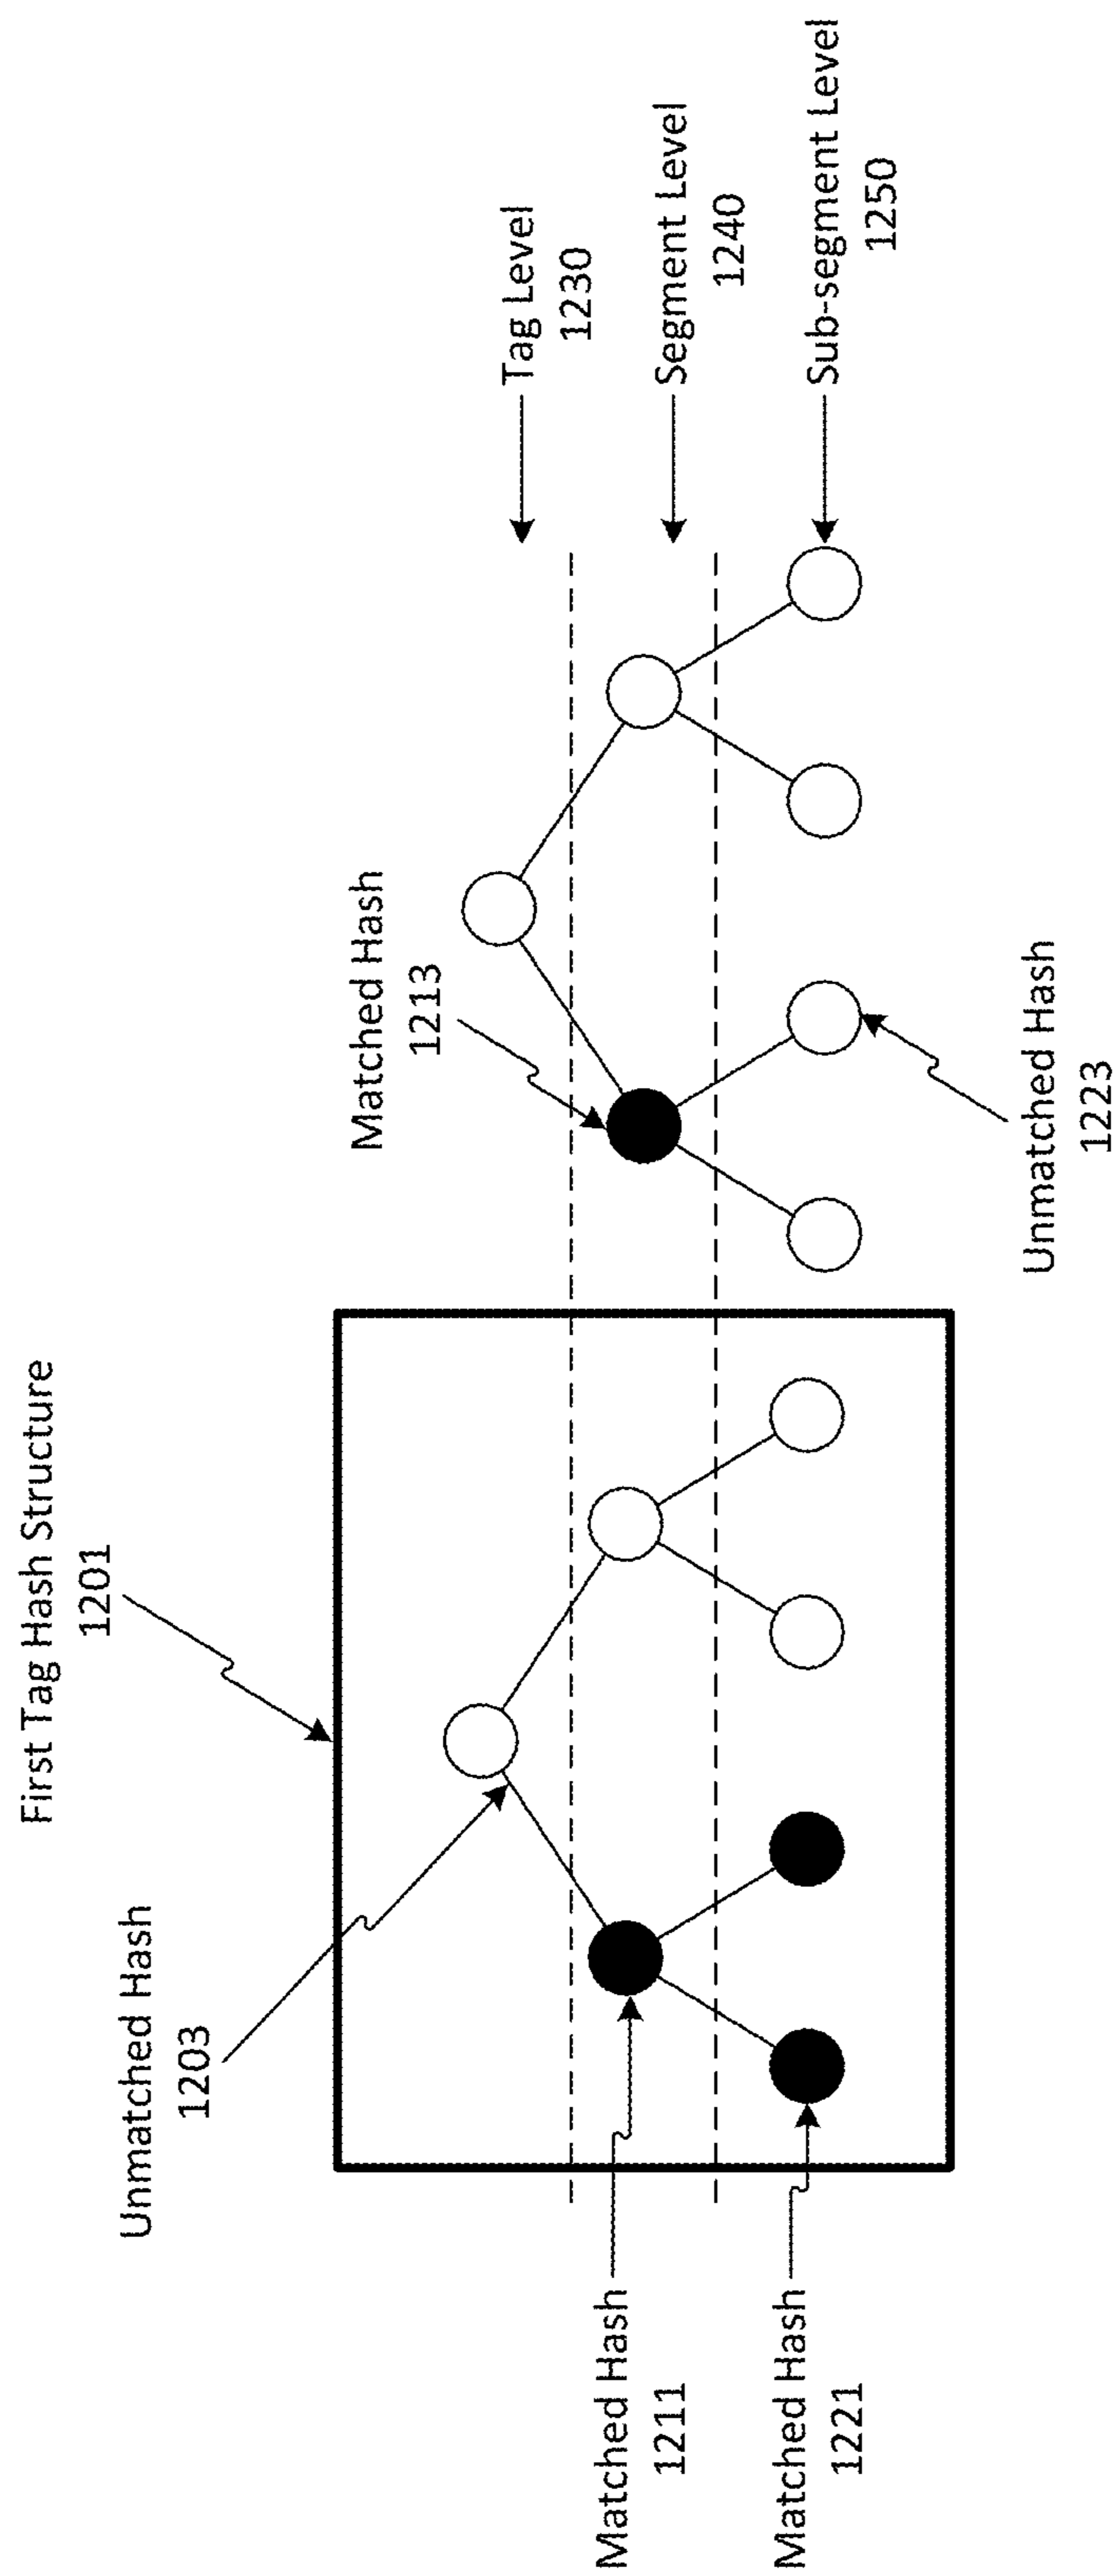 First Tag Hash Structure
1201
Unmatched Hash
1203
Matched Hash
1213
Tag Level
1230
Segment Level
1240
Sub-segment Level
1250
Matched Hash
1211
Matched Hash
1221
Unmatched Hash
1223